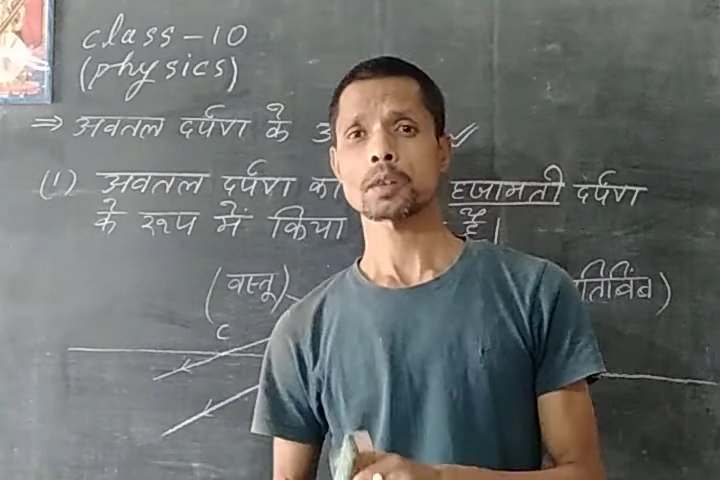 class-10
(physics)
⇒ अवतल दर्पण के
(1) अवतल दर्पण का हजामती दर्पण
के रूप में किया है।
(वस्तु)
C